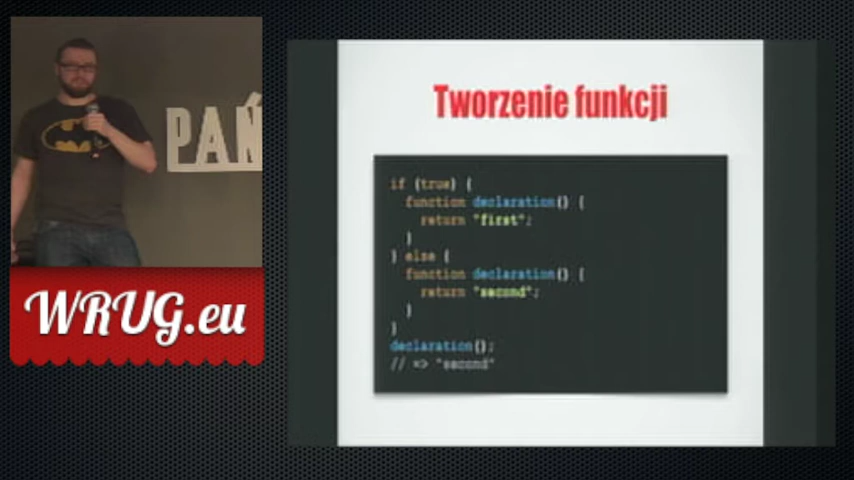 PAŃ
WRUG.eu
Tworzenie funkcji
if (true) {
  function declaration() {
    return "first";
  }
} else {
  function declaration() {
    return "second";
  }
}
declaration();
// => "second"